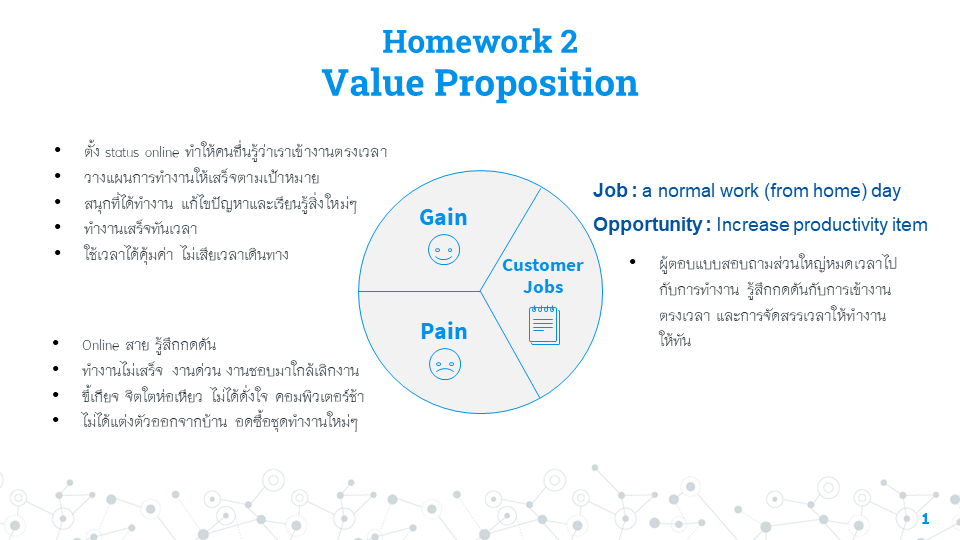 Homework 2
Value Proposition
• ตั้ง status online ทำให้คนอื่นรู้ว่าเราเข้างานตรงเวลา
• วางแผนการทำงานให้เสร็จตามเป้าหมาย
• สนุกที่ได้ทำงาน แก้ไขปัญหาและเรียนรู้สิ่งใหม่ๆ
• ทำงานเสร็จทันเวลา
• ใช้เวลาได้คุ้มค่า ไม่เสียเวลาเดินทาง
Gain
Job : a normal work (from home) day
Opportunity : Increase productivity item
Customer
Jobs
• ผู้ตอบแบบสอบถามส่วนใหญ่หมดเวลาไป
กับการทำงาน รู้สึกกดดันกับการเข้างาน
ตรงเวลา และการจัดสรรเวลาให้ทำงาน
ให้ทัน
Pain
• Online สาย รู้สึกกดดัน
• ทำงานไม่เสร็จ งานด่วน งานชอบมาใกล้เลิกงาน
• ขี้เกียจ จิตใตห่อเหี่ยว ไม่ได้ดั่งใจ คอมพิวเตอร์ช้า
• ไม่ได้แต่งตัวออกจากบ้าน อดซื้อชุดทำงานใหม่ๆ
1